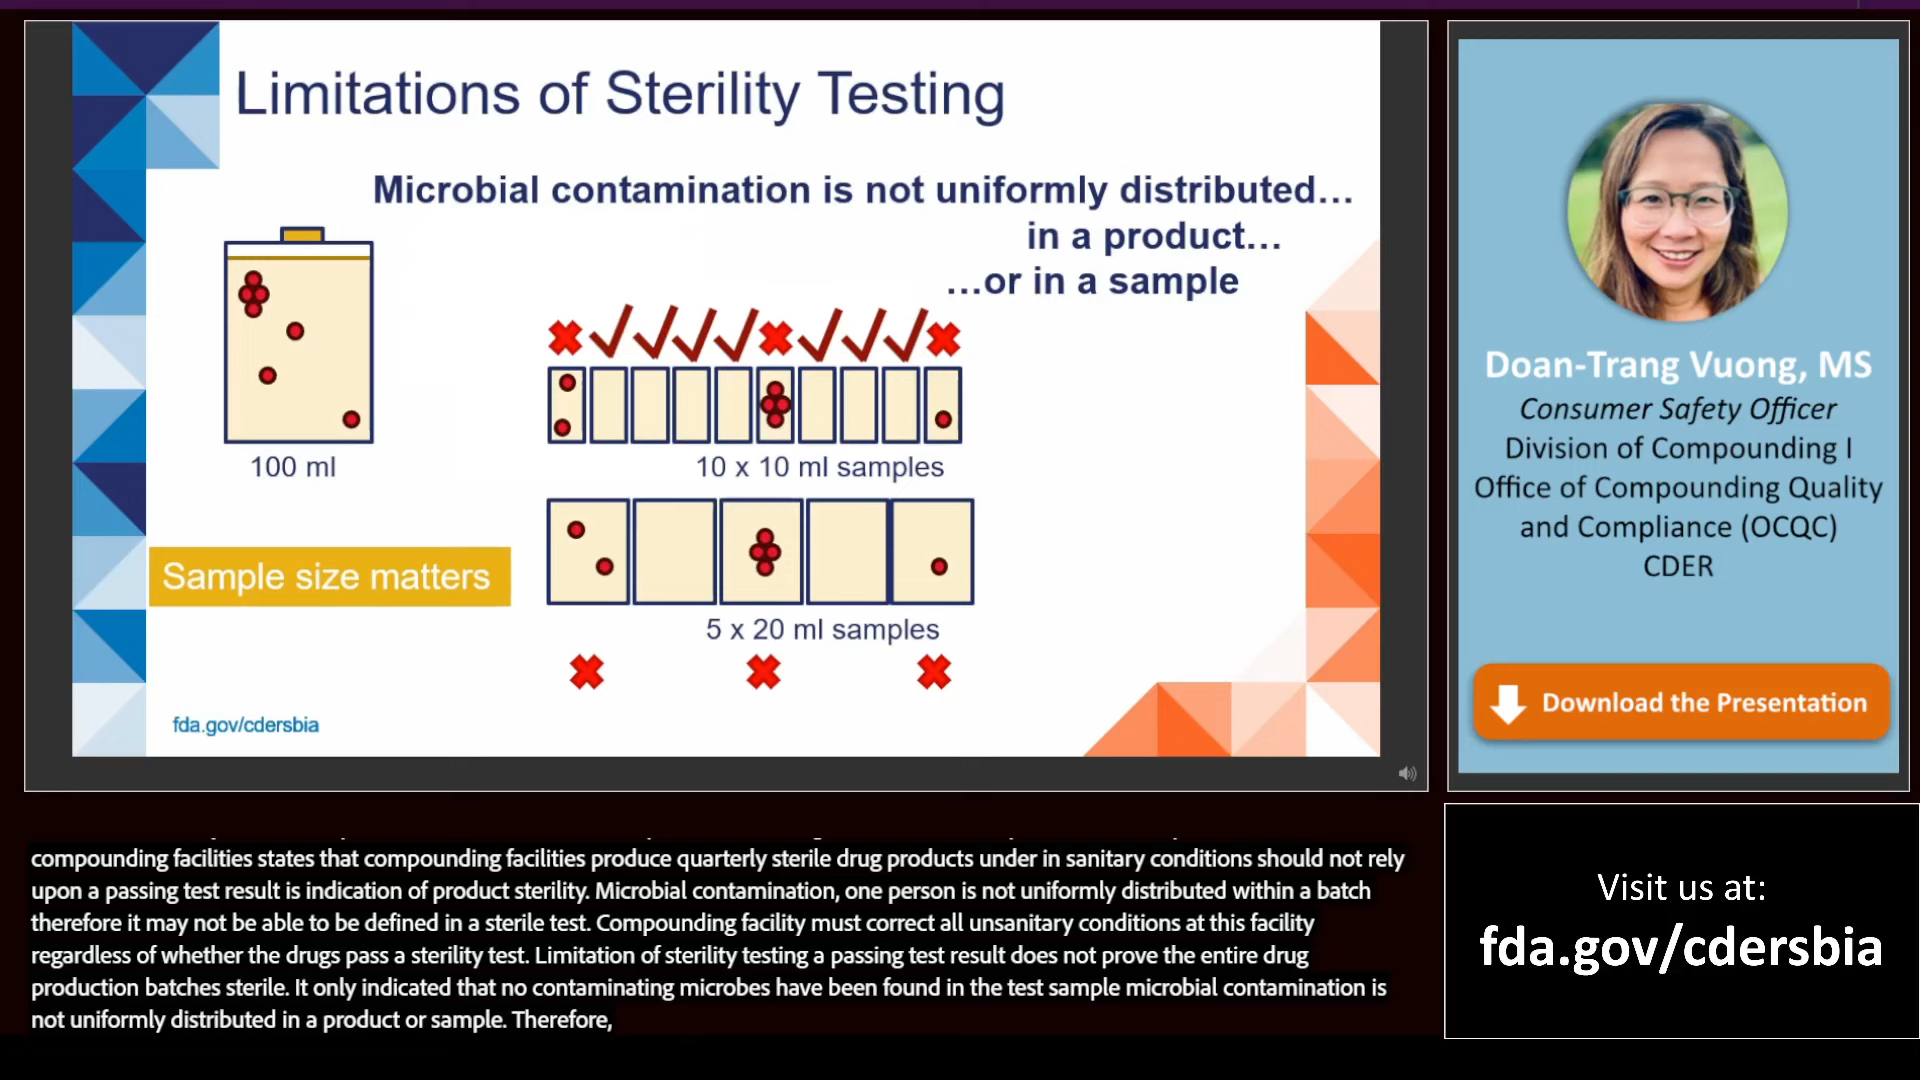 Limitations of Sterility Testing
Microbial contamination is not uniformly distributed...
in a product...
...or in a sample
100 ml
10 x 10 ml samples
Sample size matters
5 x 20 ml samples
fda.gov/cdersbia
Doan-Trang Vuong, MS
Consumer Safety Officer
Division of Compounding I
Office of Compounding Quality
and Compliance (OCQC)
CDER
Download the Presentation
compounding facilities states that compounding facilities produce quarterly sterile drug products under in sanitary conditions should not rely
upon a passing test result is indication of product sterility. Microbial contamination, one person is not uniformly distributed within a batch
therefore it may not be able to be defined in a sterile test. Compounding facility must correct all unsanitary conditions at this facility
regardless of whether the drugs pass a sterility test. Limitation of sterility testing a passing test result does not prove the entire drug
production batches sterile. It only indicated that no contaminating microbes have been found in the test sample microbial contamination is
not uniformly distributed in a product or sample. Therefore,
Visit us at:
fda.gov/cdersbia